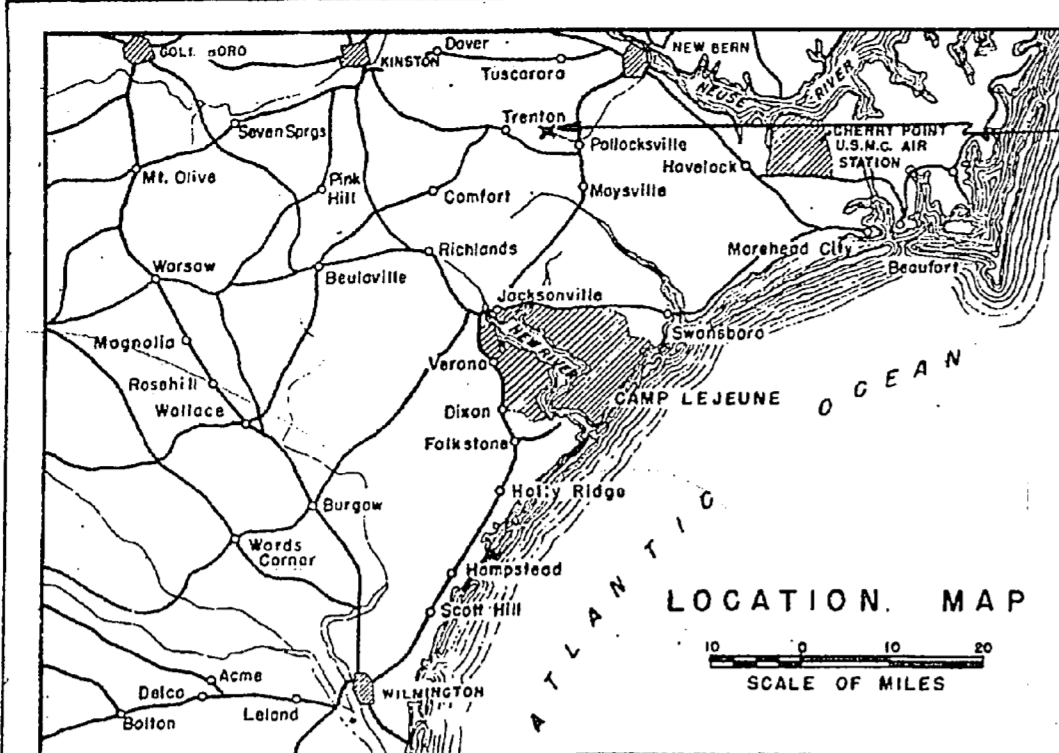 KINSTON
Dover
Tuscarora
NEW BERN
NEUSE
RIVER
Seven Sprgs
Trenton
Pollocksville
CHERRY POINT
U.S.M.C. AIR
STATION
Havelock
Mt. Olive
Pink
Hill
Comfort
Maysville
Richlands
Morehead City
Beaufort
Warsaw
Beulaville
Jacksonville
Swansboro
NEW RIVER
Magnolia
Verona
Rosehill
Wallace
Dixon
CAMP LEJEUNE
Folkstone
ATLANTIC OCEAN
Holly Ridge
Burgaw
Wards
Corner
Hampstead
Scott Hill
LOCATION. MAP
10 0 10 20
SCALE OF MILES
Acme
Delco
WILMINGTON
Leland
Bolton